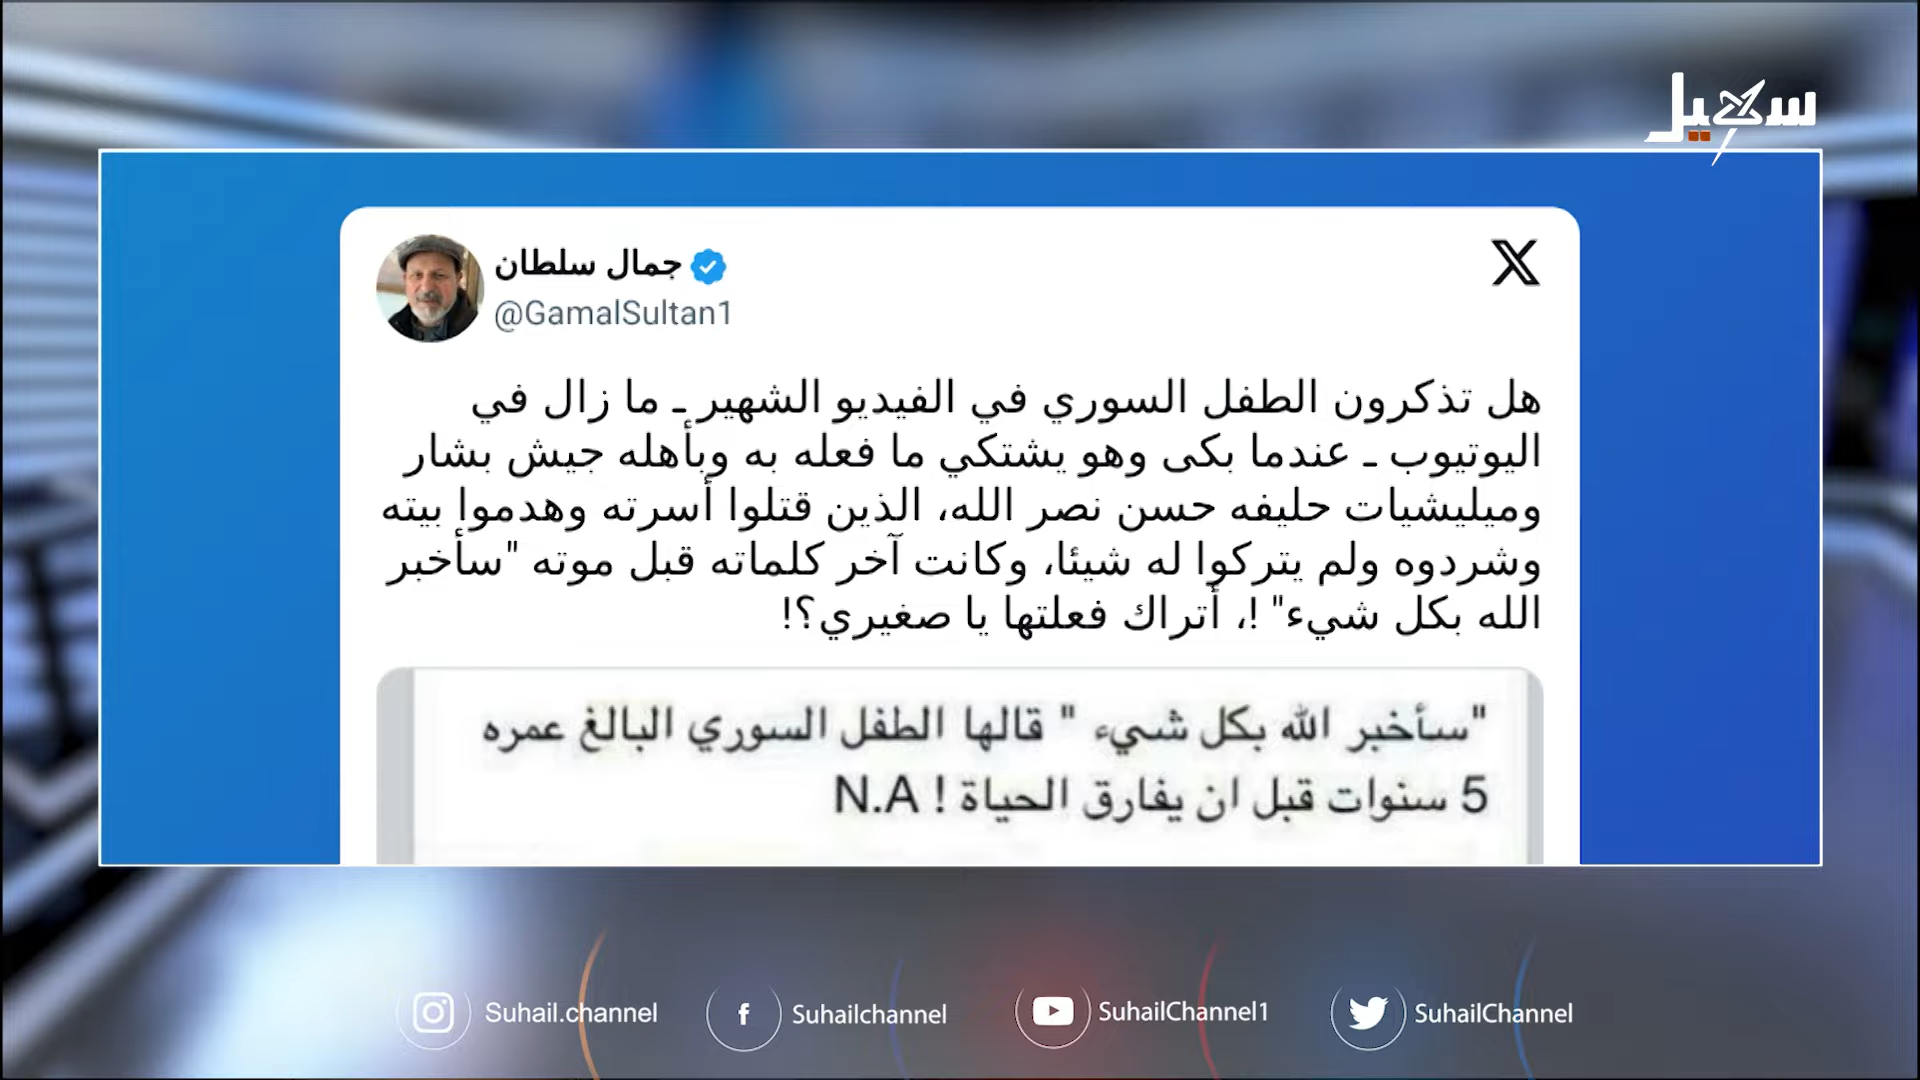 سهيل
جمال سلطان
@GamalSultan1
هل تذكرون الطفل السوري في الفيديو الشهير ـ ما زال في
اليوتيوب ـ عندما بكى وهو يشتكي ما فعله به وبأهله جيش بشار
وميليشيات حليفه حسن نصر الله، الذين قتلوا أسرته وهدموا بيته
وشردوه ولم يتركوا له شيئا، وكانت آخر كلماته قبل موته "سأخبر
الله بكل شيء" !، أتراك فعلتها يا صغيري؟!
"سأخبر الله بكل شيء " قالها الطفل السوري البالغ عمره
5 سنوات قبل ان يفارق الحياة ! N.A
Suhail.channel
Suhailchannel
SuhailChannel1
SuhailChannel